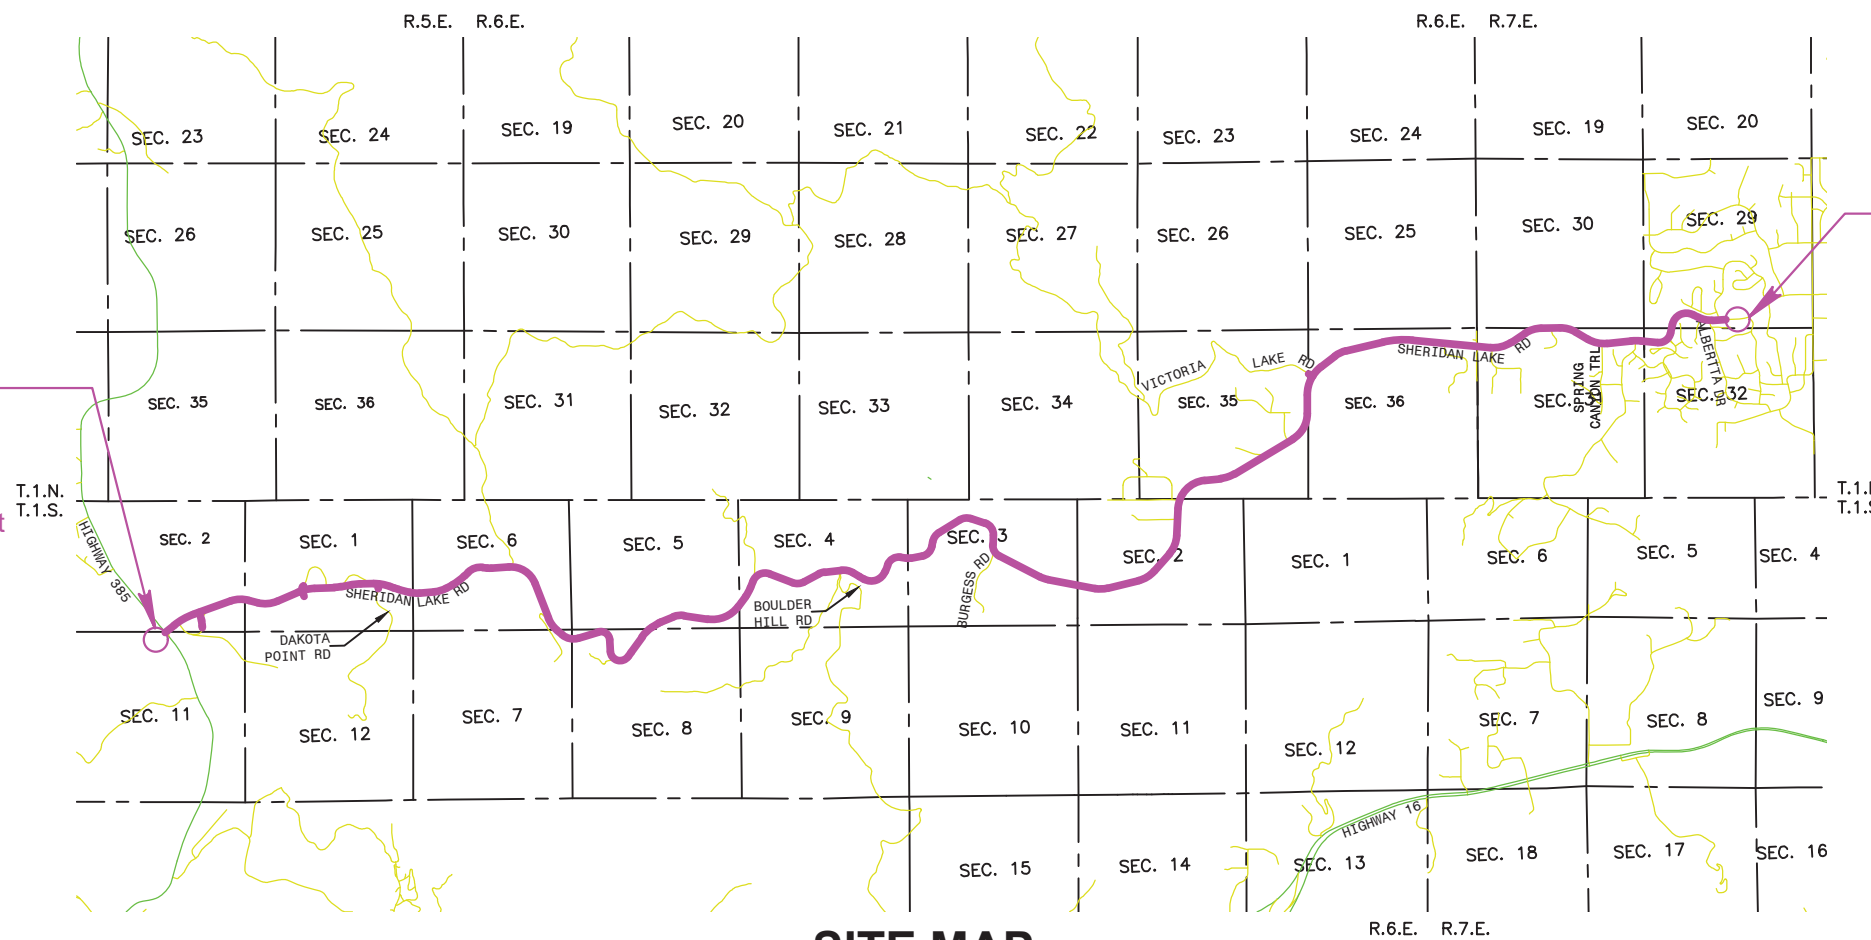 R.5.E. R.6.E.
R.6.E. R.7.E.
SEC. 23
SEC. 24
SEC. 19
SEC. 20
SEC. 21
SEC. 22
SEC. 23
SEC. 24
SEC. 19
SEC. 20
SEC. 26
SEC. 25
SEC. 30
SEC. 29
SEC. 28
SEC. 27
SEC. 26
SEC. 25
SEC. 30
SEC. 29
SEC. 35
SEC. 36
SEC. 31
SEC. 32
SEC. 33
SEC. 34
VICTORIA LAKE RD
SEC. 35
SEC. 36
SHERIDAN LAKE RD
SPRING
CANYON TRL
ALBERTTA DR
SEC. 32
T.1.N.
T.1.S.
t
HIGHWAY 385
SEC. 2
SEC. 1
SEC. 6
SEC. 5
SEC. 4
SEC. 3
SEC. 2
SEC. 1
SEC. 6
SEC. 5
SEC. 4
SHERIDAN LAKE RD
DAKOTA
POINT RD
BOULDER
HILL RD
BURGESS RD
SEC. 11
SEC. 12
SEC. 7
SEC. 8
SEC. 9
SEC. 10
SEC. 11
SEC. 12
SEC. 7
SEC. 8
SEC. 9
HIGHWAY 16
SEC. 15
SEC. 14
SEC. 13
SEC. 18
SEC. 17
SEC. 16
R.6.E. R.7.E.
SITE MAP